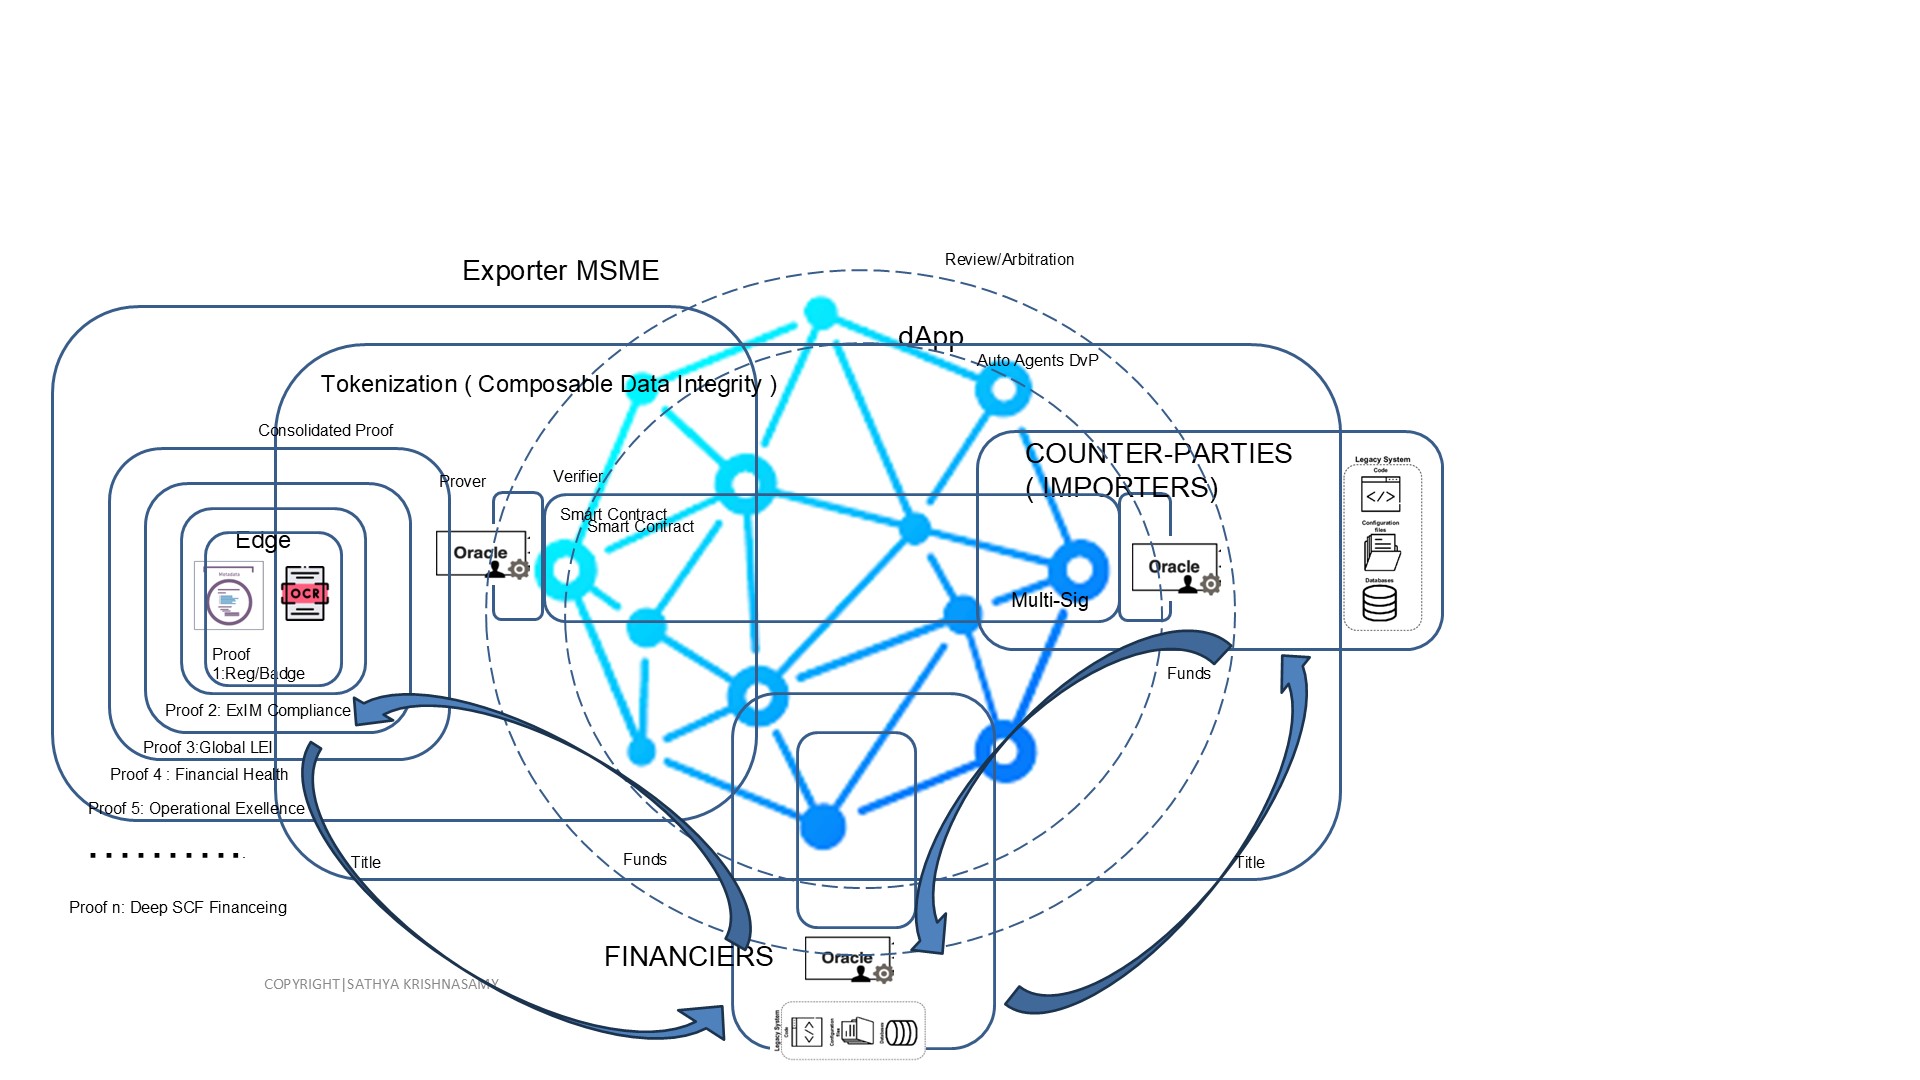 Review/Arbitration
Exporter MSME
dApp
Auto Agents DvP
Tokenization ( Composable Data Integrity )
Consolidated Proof
COUNTER-PARTIES
( IMPORTERS)
Legacy System
Code
Prover
Verifier
Smart Contract
Smart Contract
Configuration
files
Edge
Oracle
Oracle
Metadata
OCR
Databases
Multi-Sig
Proof
1:Reg/Badge
Funds
Proof 2: ExIM Compliance
Proof 3:Global LEI
Proof 4 : Financial Health
Proof 5: Operational Exellence
Title
Funds
Title
Proof n: Deep SCF Financeing
FINANCIERS
Oracle
COPYRIGHT|SATHYA KRISHNASAMY
Legacy System
Code
Configuration
files
Databases